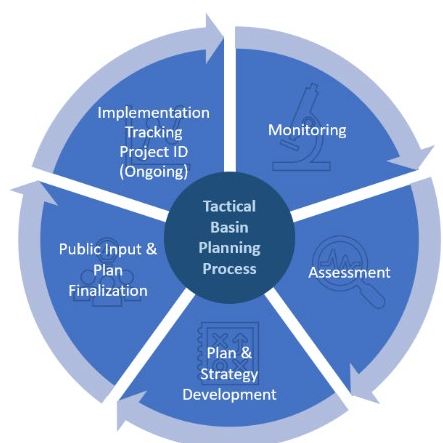 Tactical
Basin
Planning
Process
Monitoring
Assessment
Plan &
Strategy
Development
Public Input &
Plan
Finalization
Implementation
Tracking
Project ID
(Ongoing)